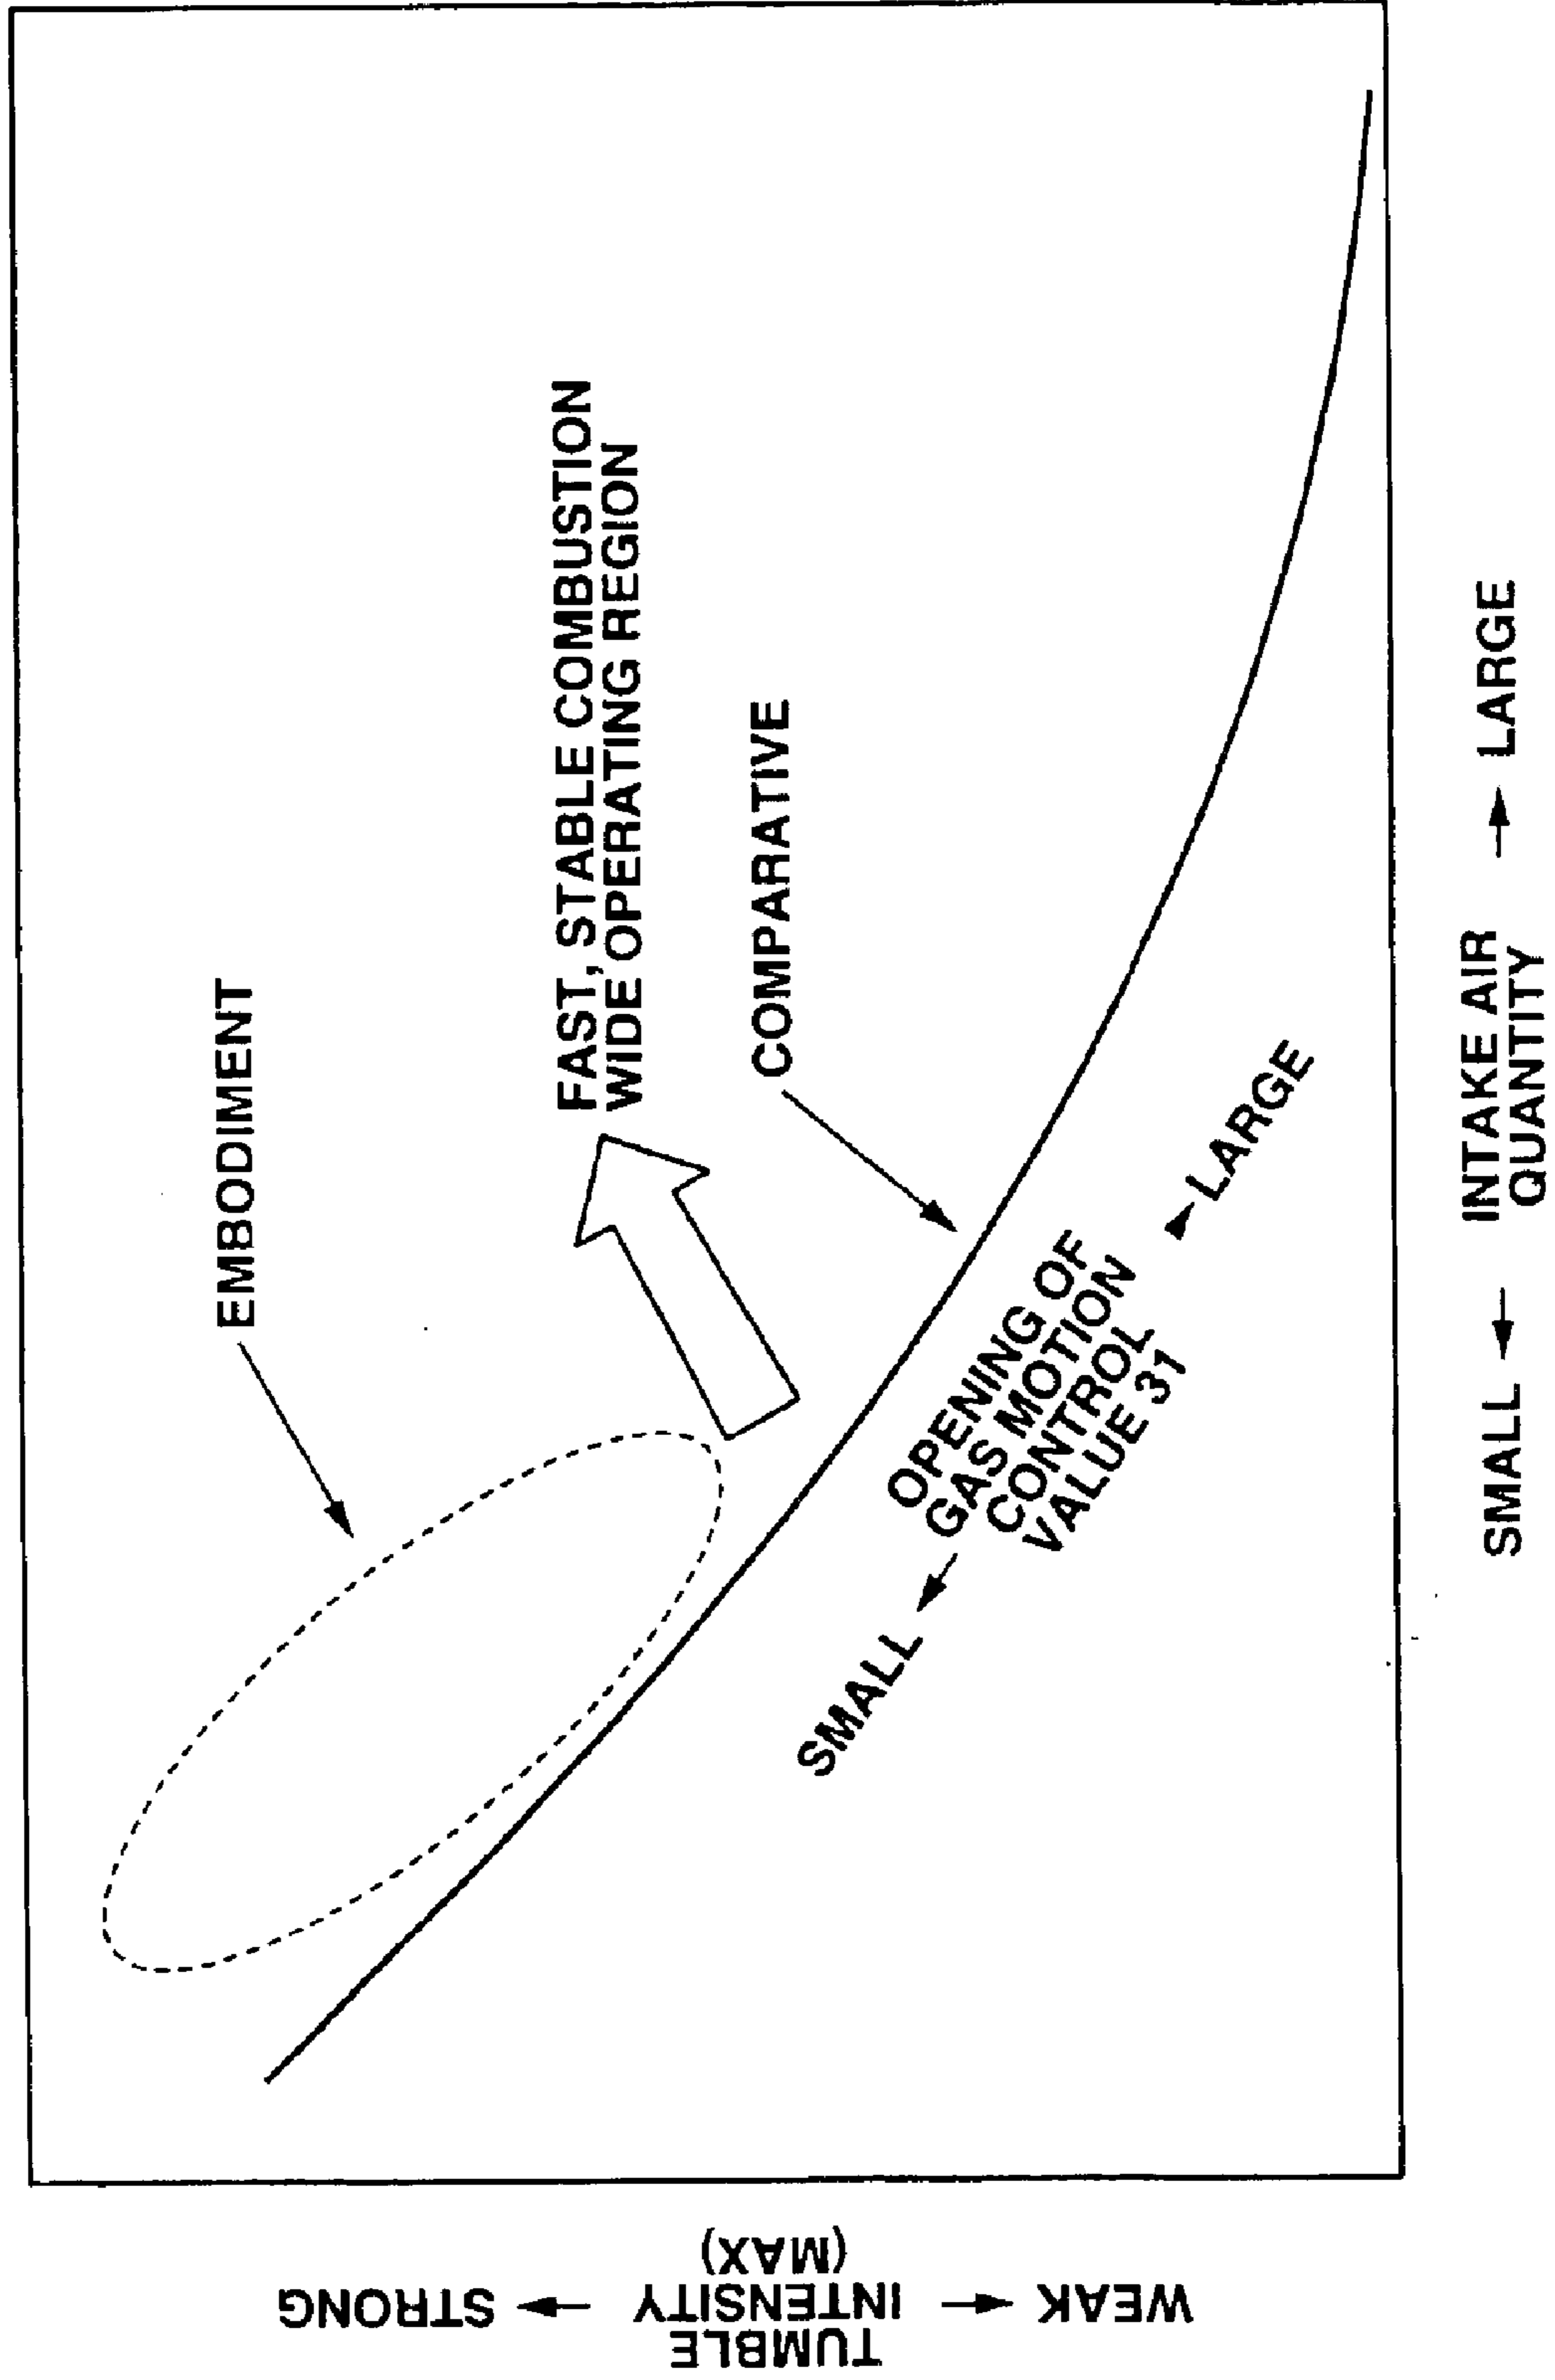 EMBODIMENT
FAST, STABLE COMBUSTION
WIDE OPERATING REGION
COMPARATIVE
OPENING OF
GAS MOTION
CONTROL
VALUE 31
SMALL
LARGE
TUMBLE
INTENSITY
(MAX)
WEAK
STRONG
SMALL
INTAKE AIR
QUANTITY
LARGE